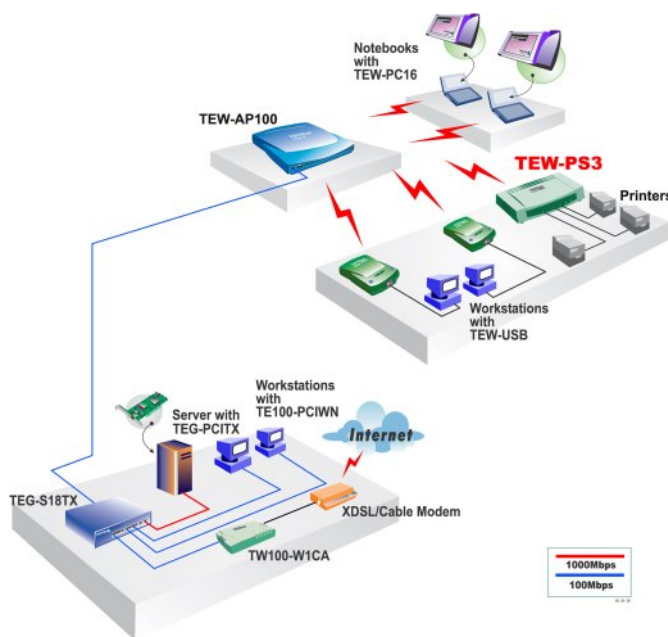 Notebooks
with
TEW-PC16
TEW-AP100
TEW-PS3
Printers
Workstations
with
TEW-USB
Workstations
with
TE100-PCIWN
Server with
TEG-PCITX
Internet
TEG-S18TX
XDSL/Cable Modem
TW100-W1CA
1000Mbps
100Mbps